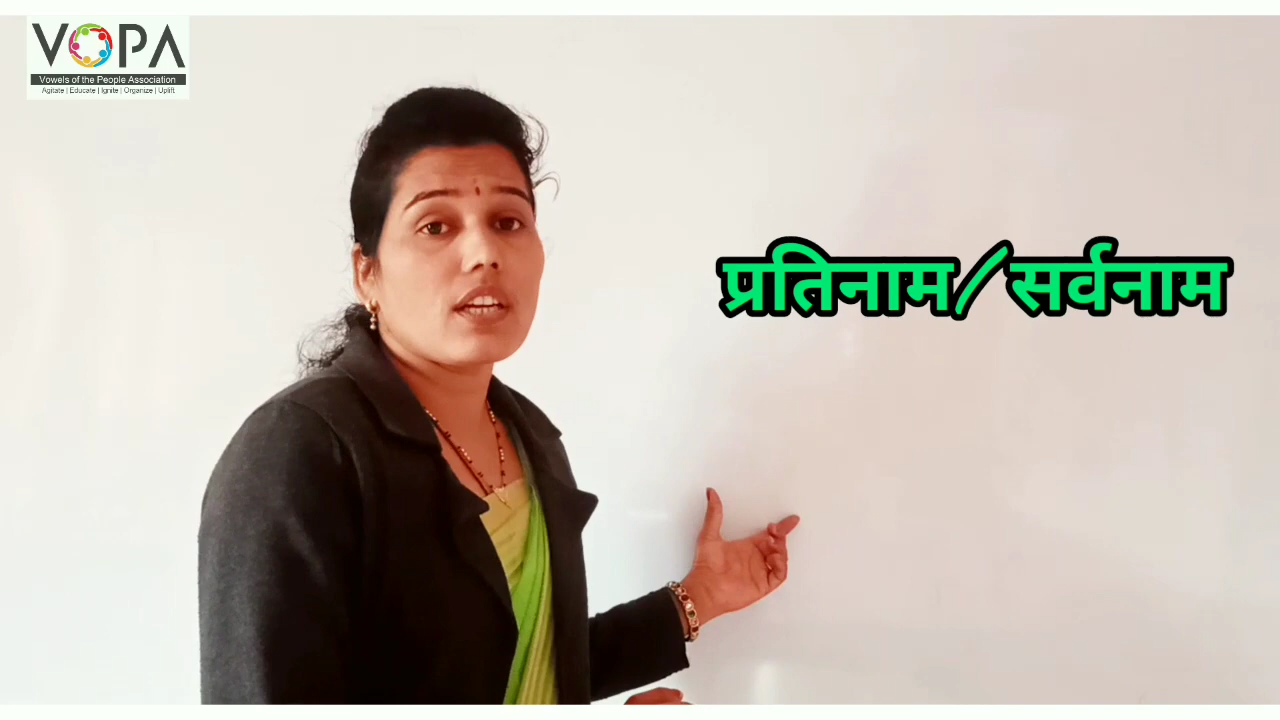 VOPA
Vowels of the People Association
Agitate | Educate | Ignite | Organize | Uplift
प्रतिनाम/सर्वनाम